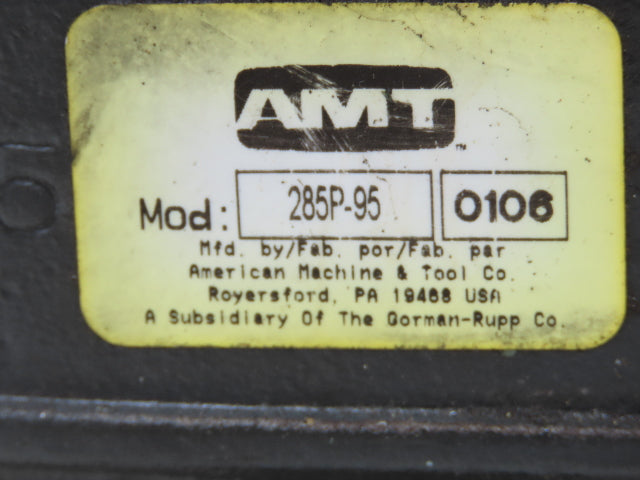 AMT
TM
Mod: 285P-95 0106
Mfd. by/Fab. por/Fab. par
American Machine & Tool Co.
Royersford, PA 19468 USA
A Subsidiary Of The Gorman-Rupp Co.